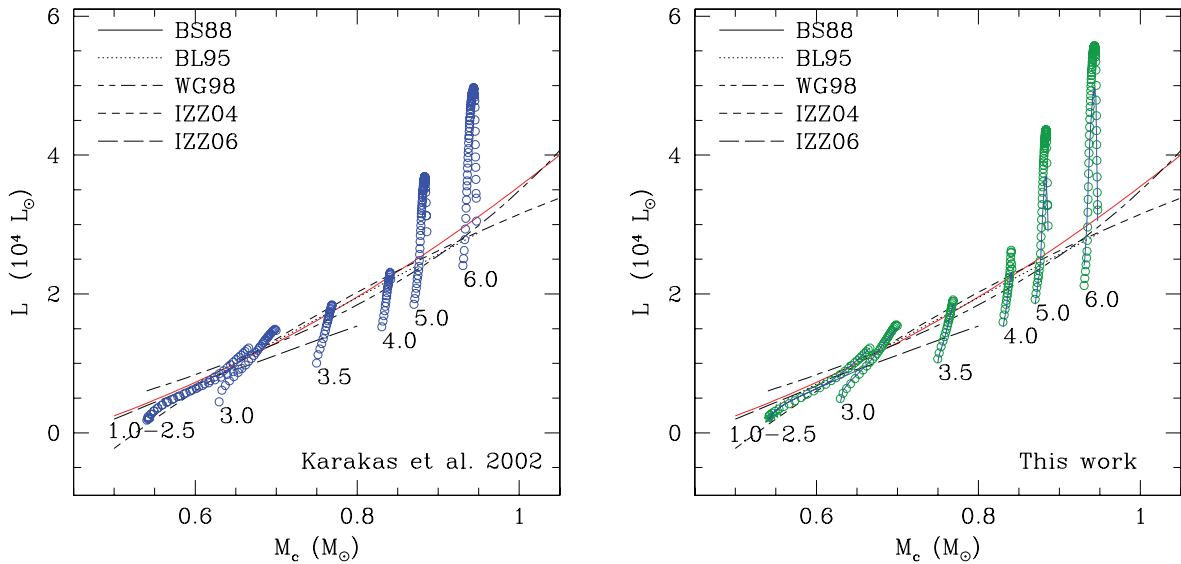 BS88
BL95
WG98
IZZ04
IZZ06
6
4
2
0
L (10⁴ L☉)
6.0
5.0
4.0
3.5
3.0
1.0−2.5
Karakas et al. 2002
0.6 0.8 1
M_c (M☉)
BS88
BL95
WG98
IZZ04
IZZ06
6
4
2
0
L (10⁴ L☉)
6.0
5.0
4.0
3.5
3.0
1.0−2.5
This work
0.6 0.8 1
M_c (M☉)